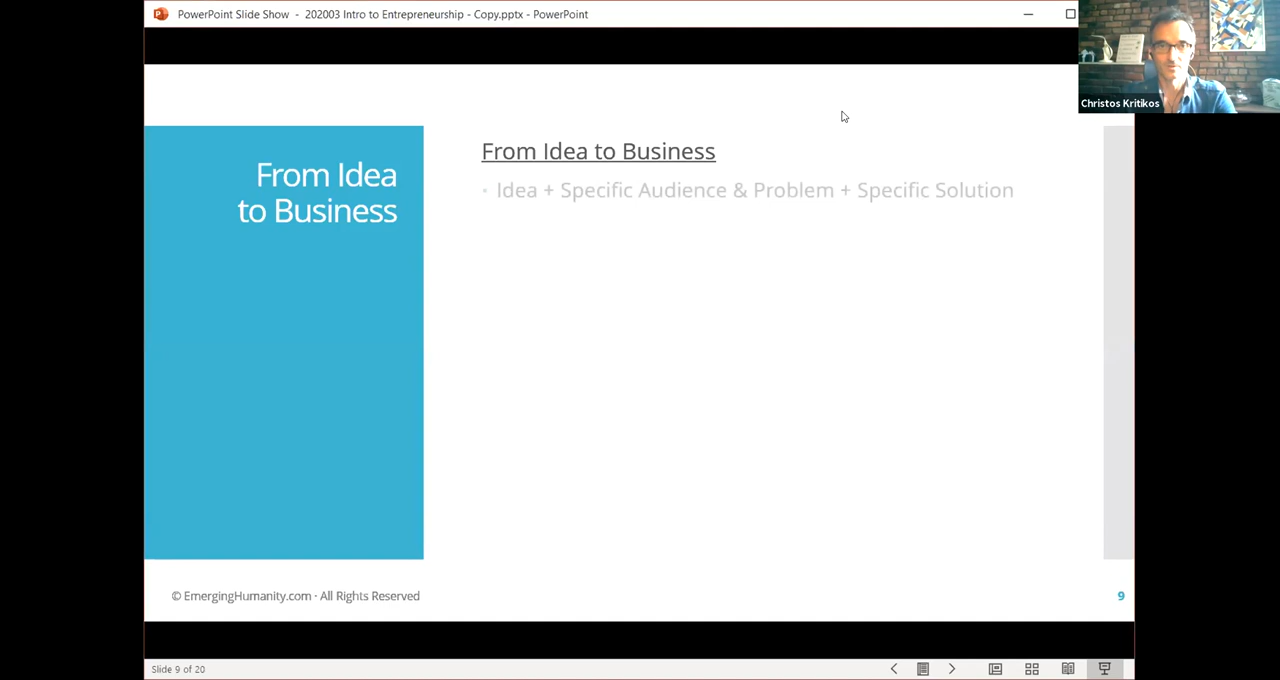 PowerPoint Slide Show - 202003 Intro to Entrepreneurship - Copy.pptx - PowerPoint
Christos Kritikos
From Idea
to Business
From Idea to Business
Idea + Specific Audience & Problem + Specific Solution
© EmergingHumanity.com · All Rights Reserved
9
Slide 9 of 20